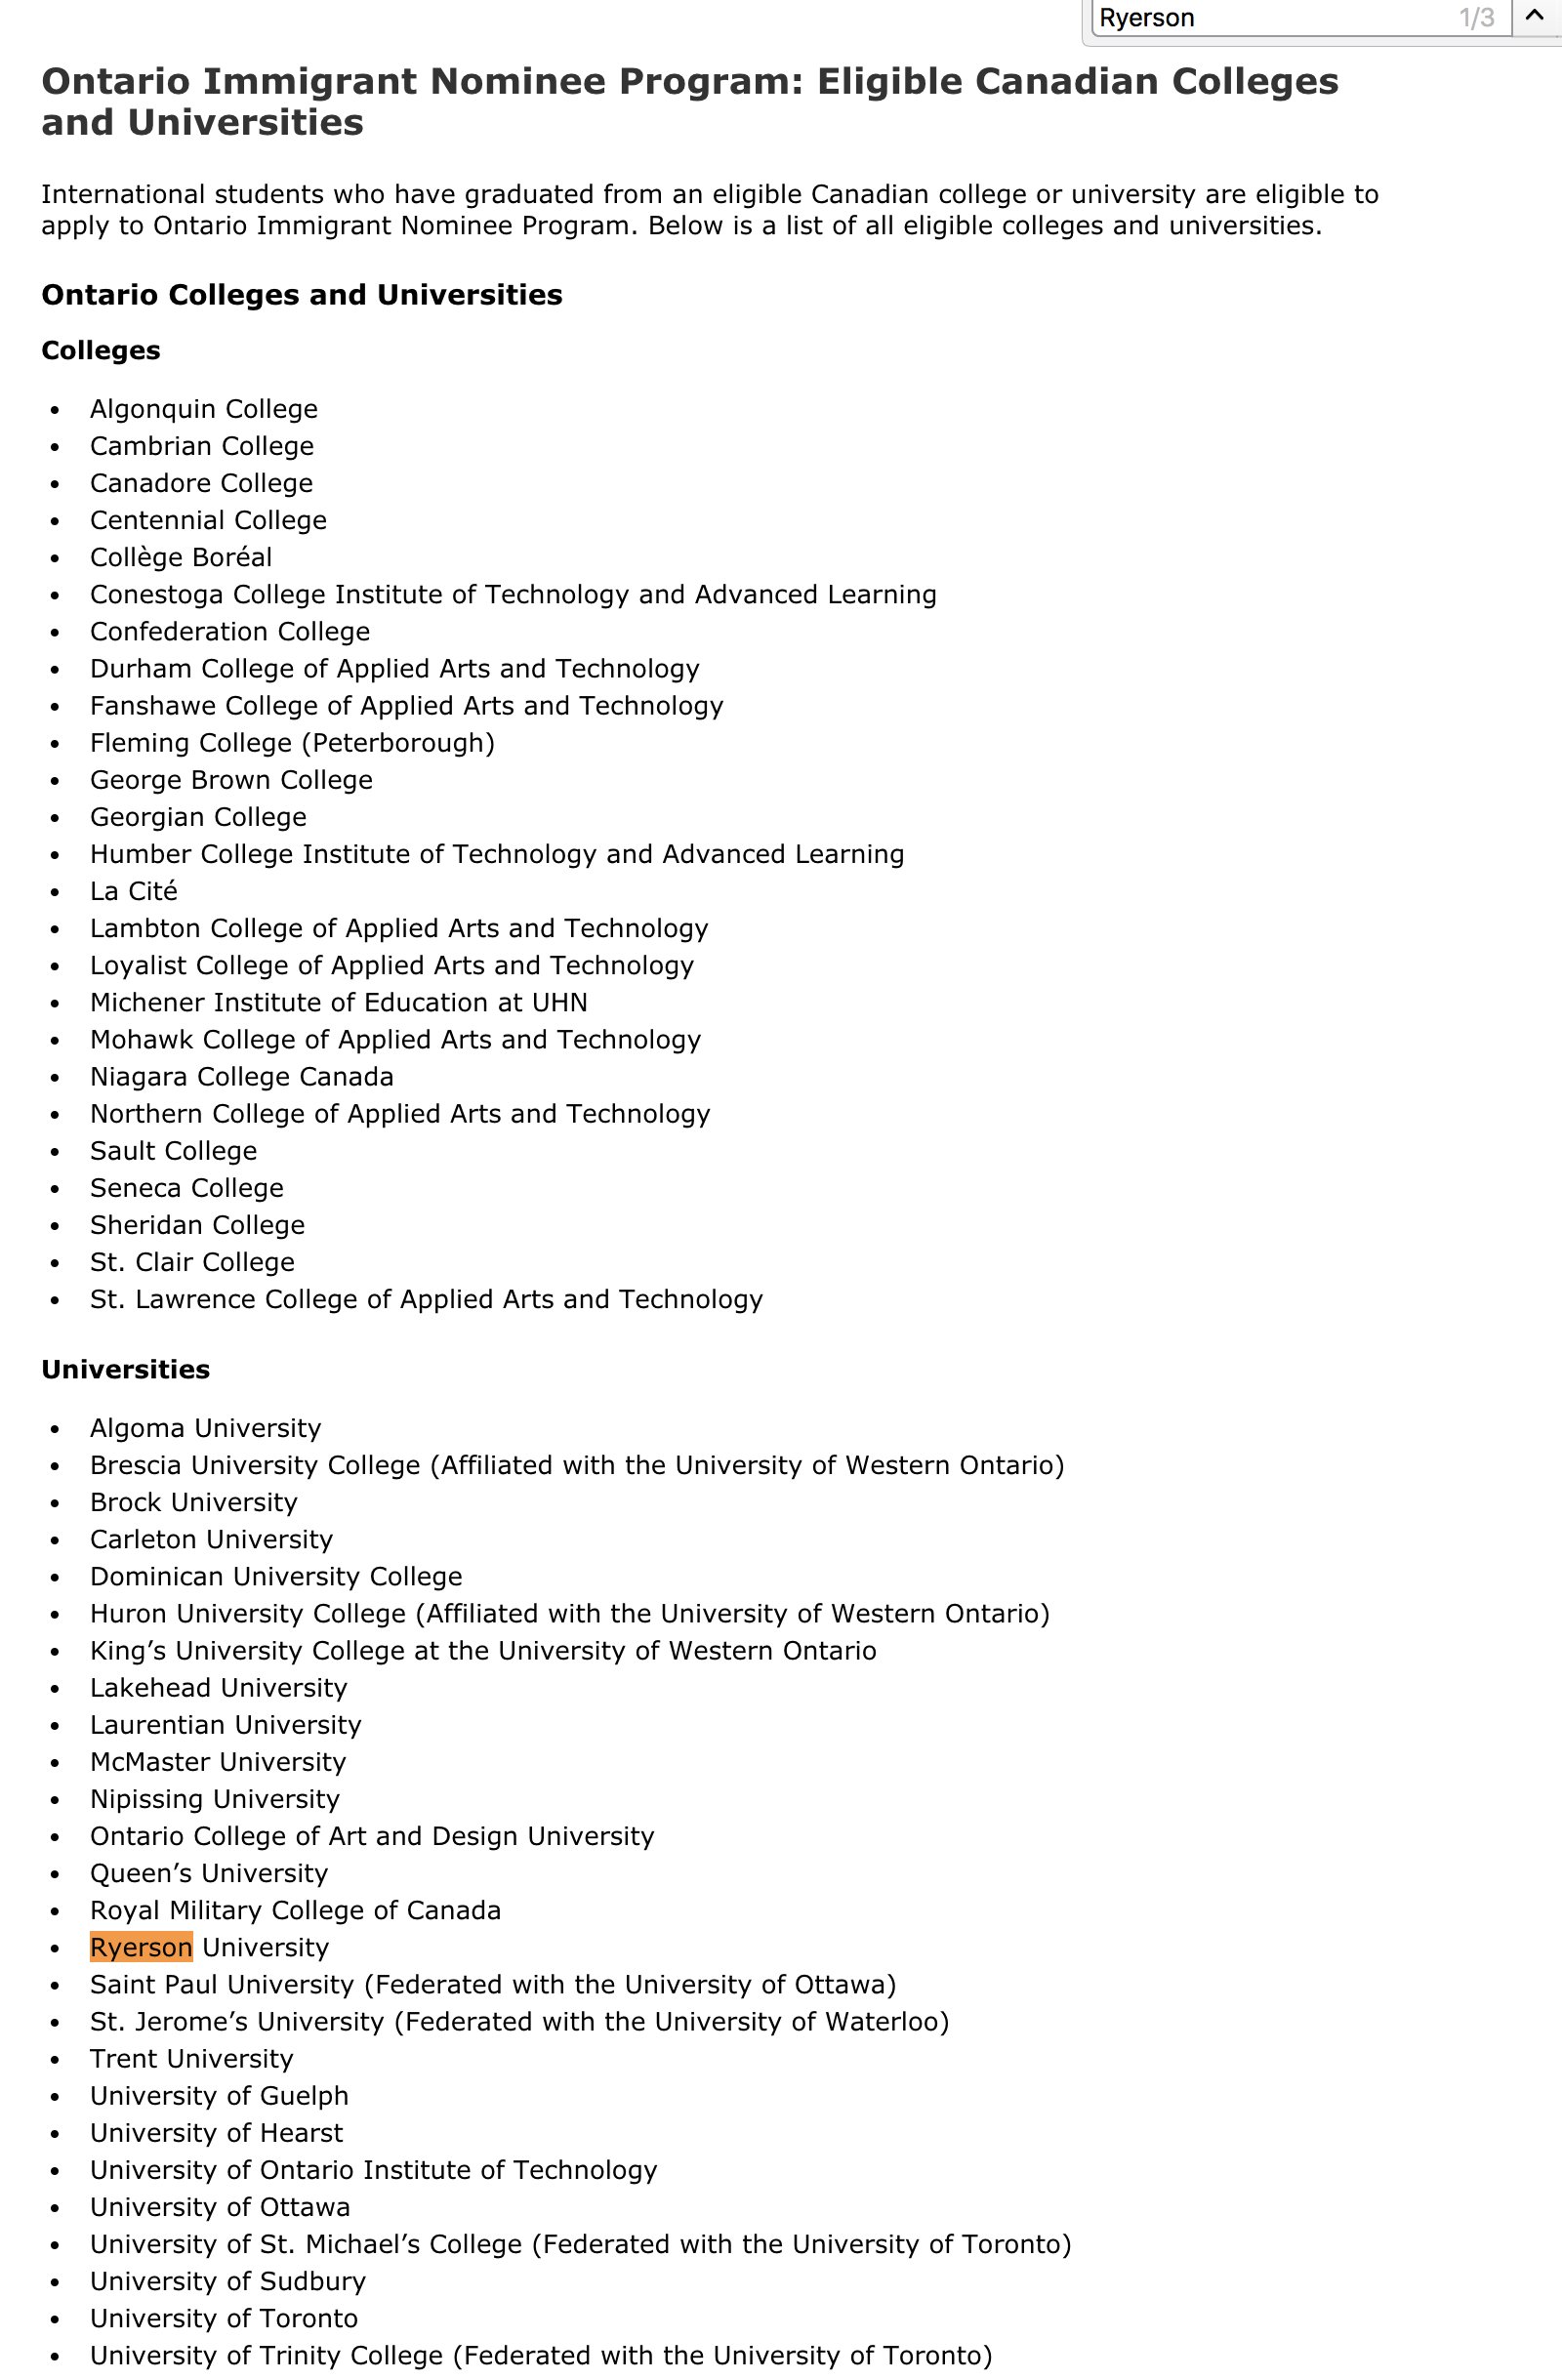 Ryerson 1/3
Ontario Immigrant Nominee Program: Eligible Canadian Colleges
and Universities
International students who have graduated from an eligible Canadian college or university are eligible to
apply to Ontario Immigrant Nominee Program. Below is a list of all eligible colleges and universities.
Ontario Colleges and Universities
Colleges
• Algonquin College
• Cambrian College
• Canadore College
• Centennial College
• Collège Boréal
• Conestoga College Institute of Technology and Advanced Learning
• Confederation College
• Durham College of Applied Arts and Technology
• Fanshawe College of Applied Arts and Technology
• Fleming College (Peterborough)
• George Brown College
• Georgian College
• Humber College Institute of Technology and Advanced Learning
• La Cité
• Lambton College of Applied Arts and Technology
• Loyalist College of Applied Arts and Technology
• Michener Institute of Education at UHN
• Mohawk College of Applied Arts and Technology
• Niagara College Canada
• Northern College of Applied Arts and Technology
• Sault College
• Seneca College
• Sheridan College
• St. Clair College
• St. Lawrence College of Applied Arts and Technology
Universities
• Algoma University
• Brescia University College (Affiliated with the University of Western Ontario)
• Brock University
• Carleton University
• Dominican University College
• Huron University College (Affiliated with the University of Western Ontario)
• King’s University College at the University of Western Ontario
• Lakehead University
• Laurentian University
• McMaster University
• Nipissing University
• Ontario College of Art and Design University
• Queen’s University
• Royal Military College of Canada
• Ryerson University
• Saint Paul University (Federated with the University of Ottawa)
• St. Jerome’s University (Federated with the University of Waterloo)
• Trent University
• University of Guelph
• University of Hearst
• University of Ontario Institute of Technology
• University of Ottawa
• University of St. Michael’s College (Federated with the University of Toronto)
• University of Sudbury
• University of Toronto
• University of Trinity College (Federated with the University of Toronto)